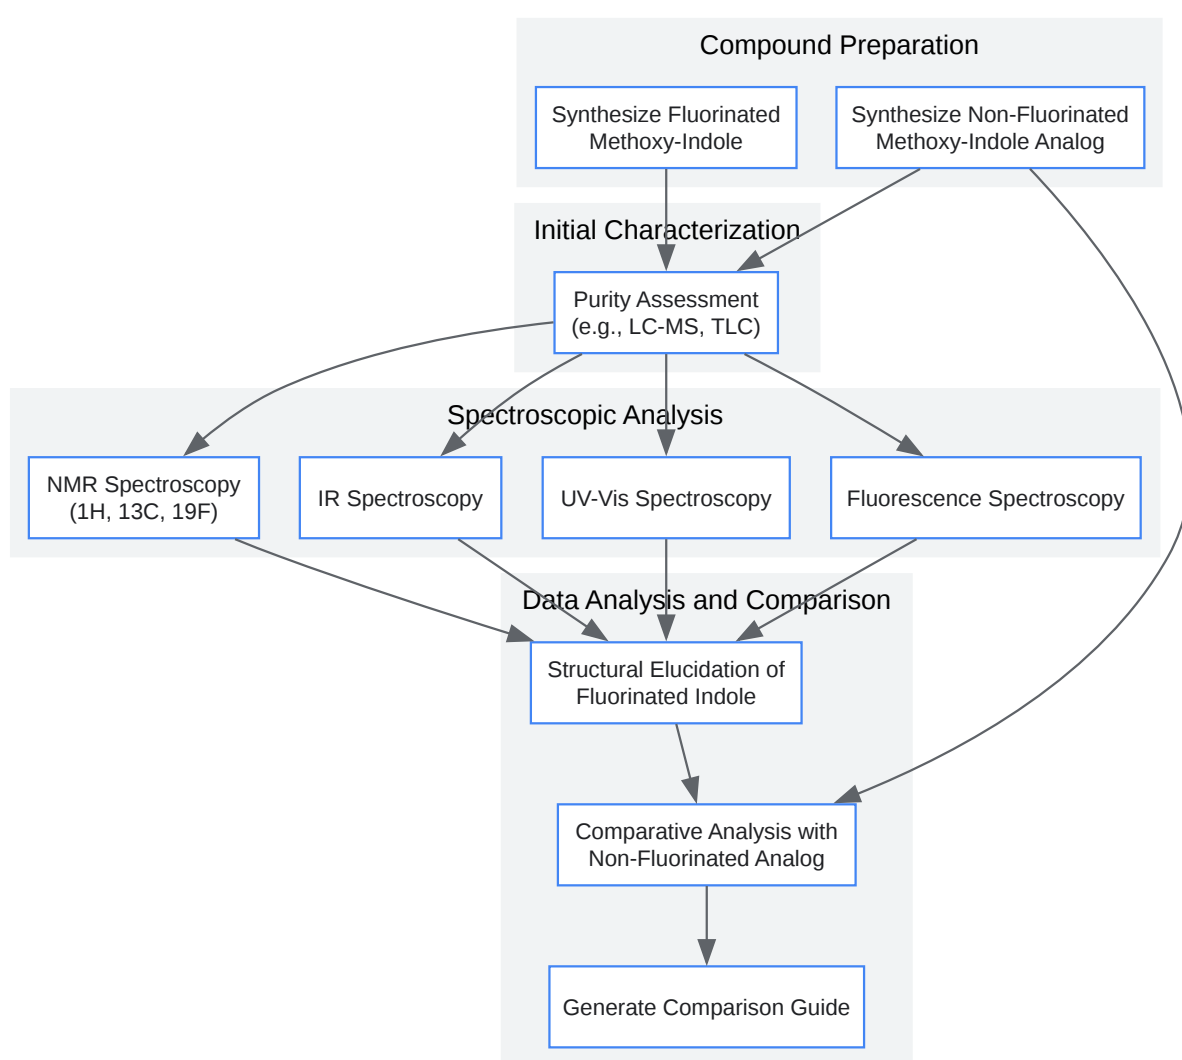 Compound Preparation
Synthesize Fluorinated
Methoxy-Indole
Synthesize Non-Fluorinated
Methoxy-Indole Analog
Initial Characterization
Purity Assessment
(e.g., LC-MS, TLC)
Spectroscopic Analysis
NMR Spectroscopy
(1H, 13C, 19F)
IR Spectroscopy
UV-Vis Spectroscopy
Fluorescence Spectroscopy
Data Analysis and Comparison
Structural Elucidation of
Fluorinated Indole
Comparative Analysis with
Non-Fluorinated Analog
Generate Comparison Guide